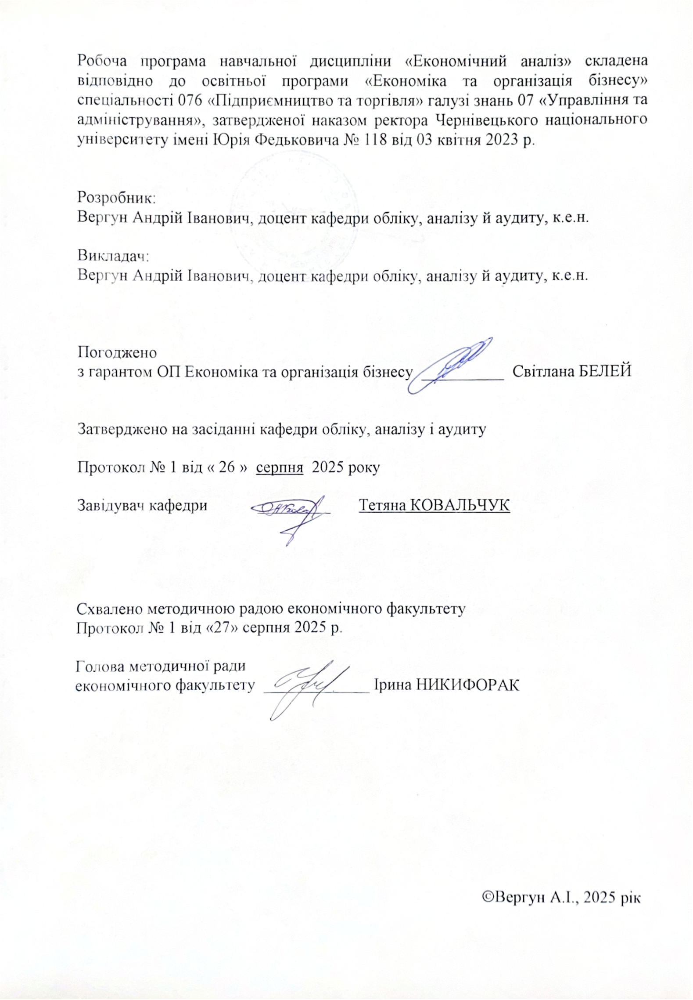 Робоча програма навчальної дисципліни «Економічний аналіз» складена
відповідно до освітньої програми «Економіка та організація бізнесу»
спеціальності 076 «Підприємництво та торгівля» галузі знань 07 «Управління та
адміністрування», затвердженої наказом ректора Чернівецького національного
університету імені Юрія Федьковича № 118 від 03 квітня 2023 р.
Розробник:
Вергун Андрій Іванович, доцент кафедри обліку, аналізу й аудиту, к.е.н.
Викладач:
Вергун Андрій Іванович, доцент кафедри обліку, аналізу й аудиту, к.е.н.
Погоджено
з гарантом ОП Економіка та організація бізнесу Світлана БЕЛЕЙ
Затверджено на засіданні кафедри обліку, аналізу і аудиту
Протокол № 1 від « 26 » серпня 2025 року
Завідувач кафедри Тетяна КОВАЛЬЧУК
Схвалено методичною радою економічного факультету
Протокол № 1 від «27» серпня 2025 р.
Голова методичної ради
економічного факультету Ірина НИКИФОРАК
©Вергун А.І., 2025 рік